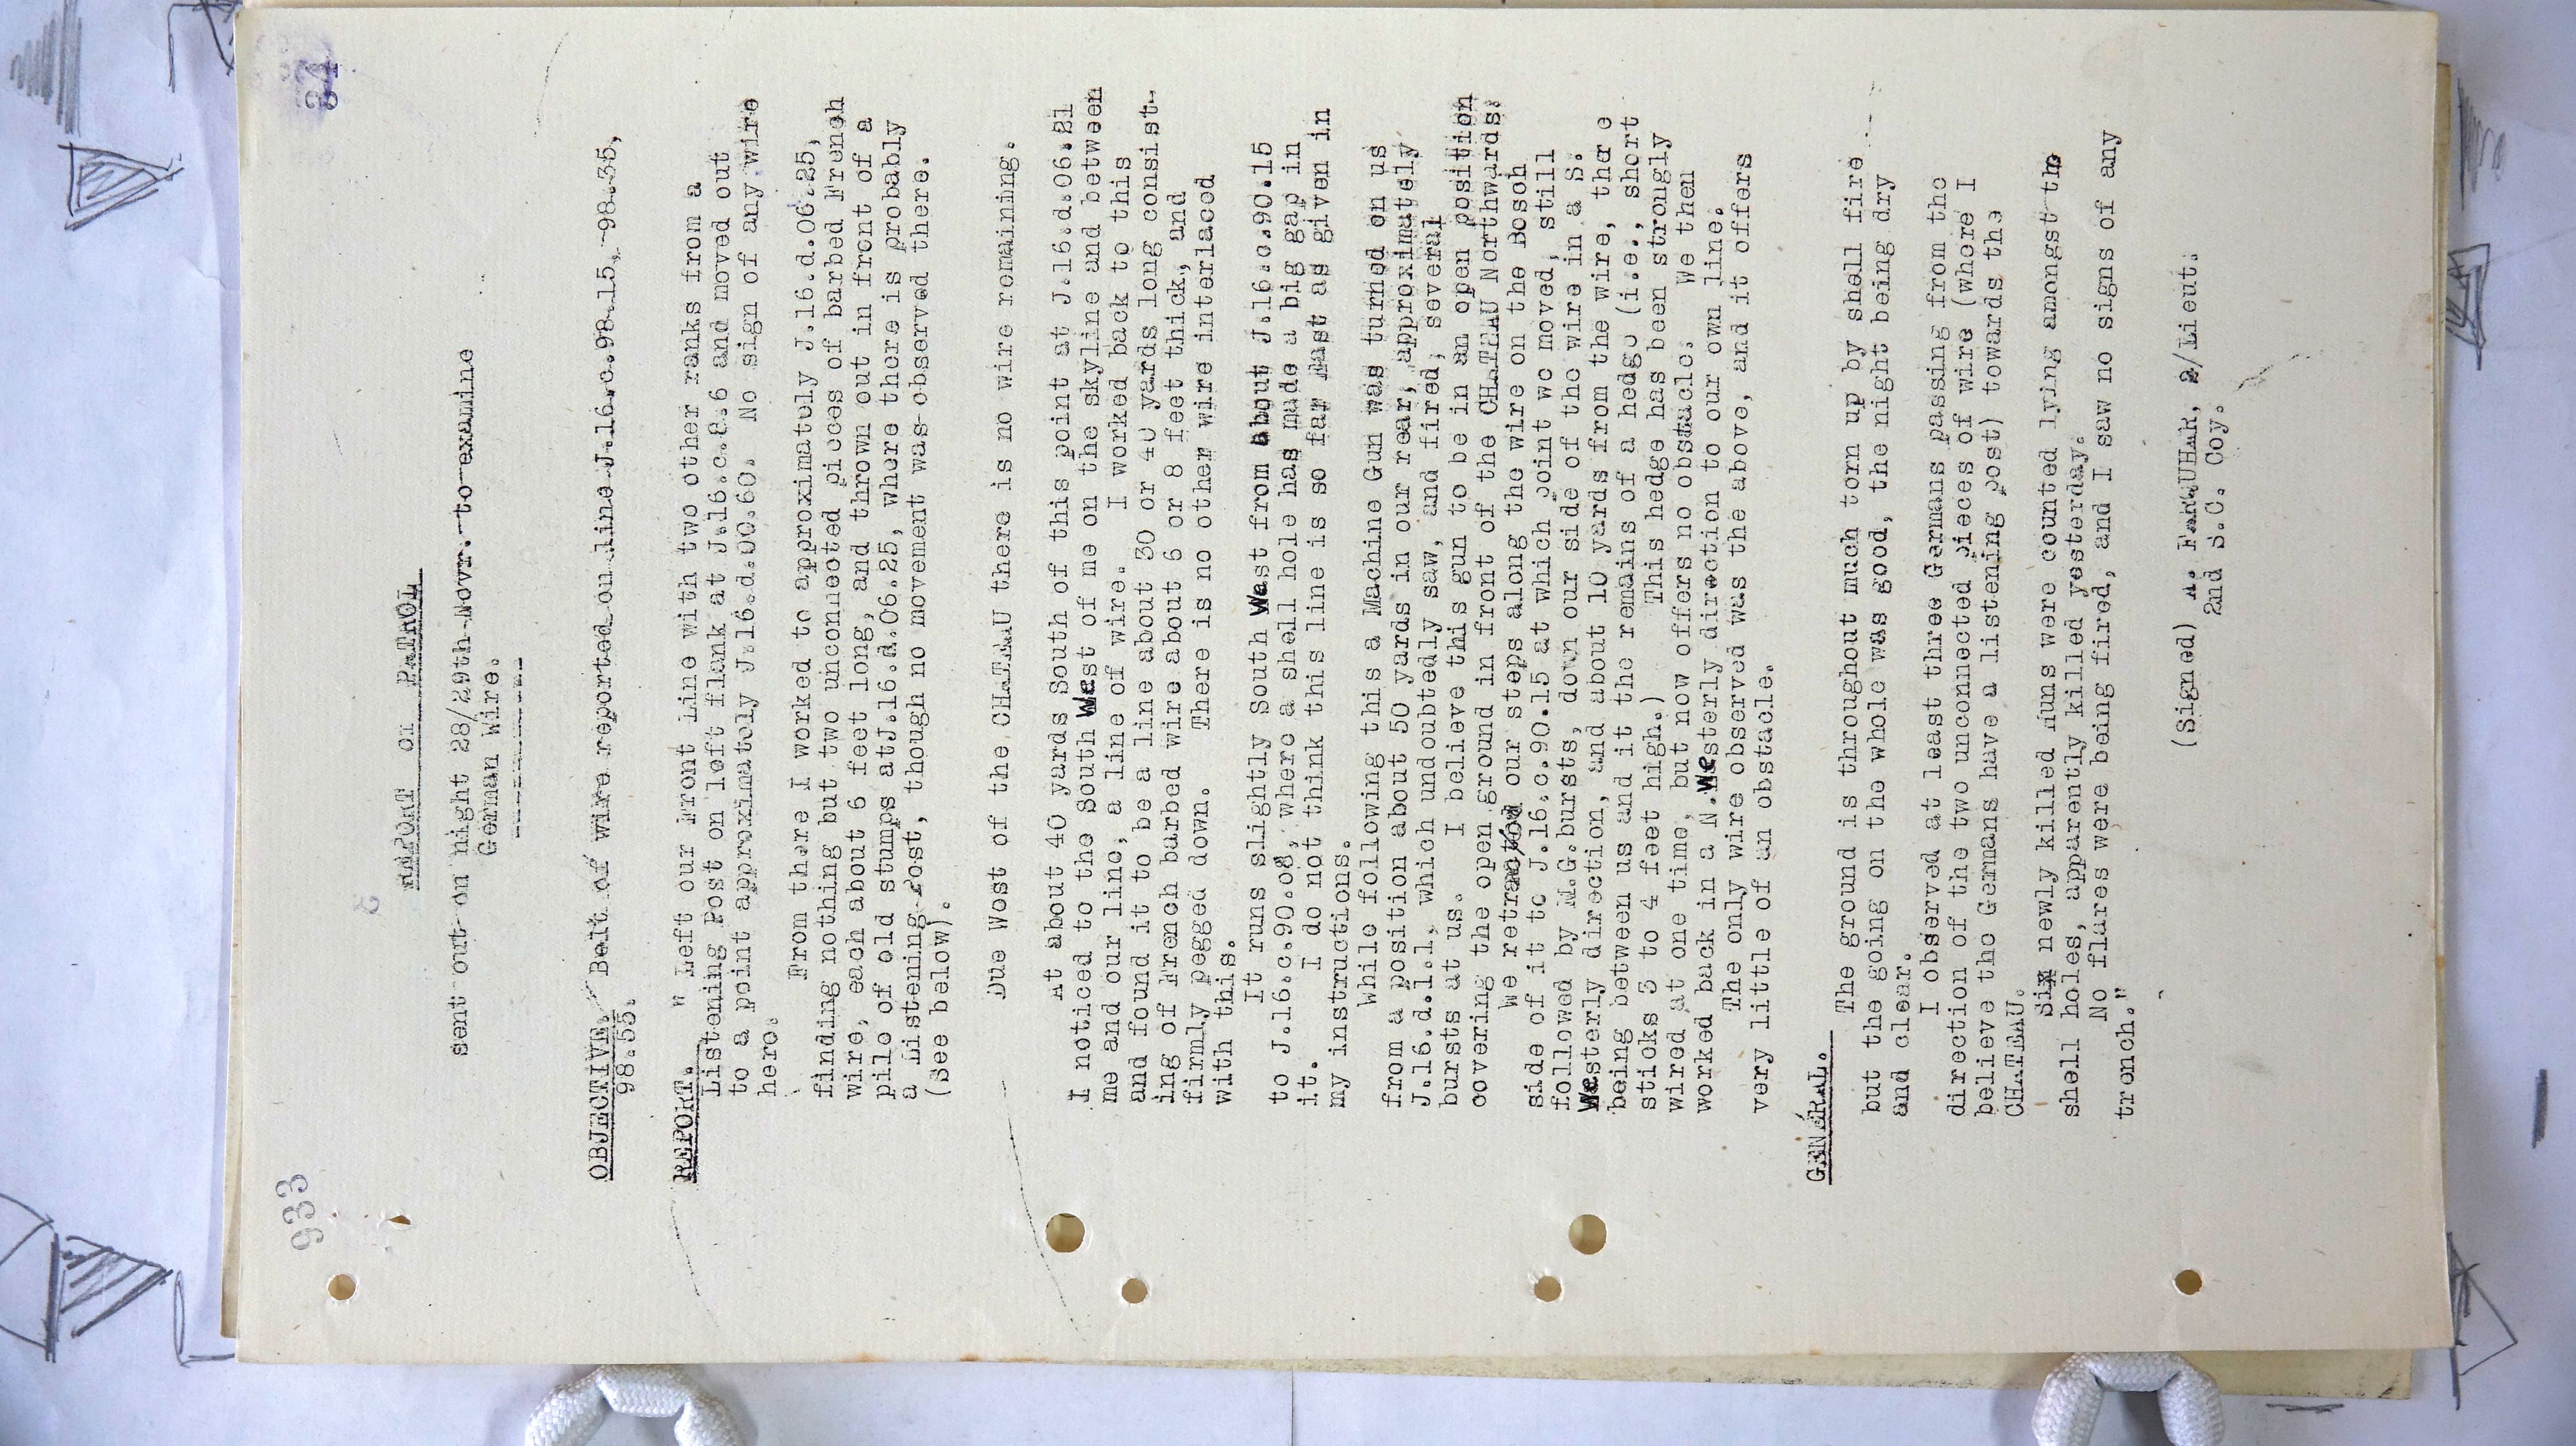 933
34
2
REPORT on PATROL
sent out on night 28/29th Novr. to examine
German Wire.
OBJECTIVE. Belt of wire reported on line J.16.c.98.15, 98.35,
98.55.
REPORT. " Left our Front Line with two other ranks from a
Listening Post on left flank at J.16.c.8.6 and moved out
to a point approximately J.16.d.00.60. No sign of any wire
here.
From there I worked to approximately J.16.d.06.25,
finding nothing but two unconnected pieces of barbed French
wire, each about 6 feet long, and thrown out in front of a
pile of old stumps at J.16.d.06.25, where there is probably
a Listening Post, though no movement was observed there.
(See below).
Due West of the CHATEAU there is no wire remaining.
At about 40 yards South of this point at J.16.d.06.21
I noticed to the South West of me on the skyline and between
me and our line, a line of wire. I worked back to this
and found it to be a line about 30 or 40 yards long consist-
ing of French barbed wire about 6 or 8 feet thick, and
firmly pegged down. There is no other wire interlaced
with this.
It runs slightly South West from about J.16.c.90.15
to J.16.c.90.08, where a shell hole has made a big gap in
it. I do not think this line is so far East as given in
my instructions.
While following this a Machine Gun was turned on us
from a position about 50 yards in our rear, approximately
J.16.d.1.1, which undoubtedly saw, and fired, several
bursts at us. I believe this gun to be in an open position
covering the open ground in front of the CHATEAU Northwards.
We retraced our steps along the wire on the Bosch
side of it to J.16.c.90.15 at which point we moved, still
followed by M.G. bursts, down our side of the wire in a S.
Westerly direction, and about 10 yards from the wire, ther e
being between us and it the remains of a hedge (i.e., short
sticks 3 to 4 feet high.) This hedge has been strongly
wired at one time, but now offers no obstacle. We then
worked back in a N.Westerly direction to our own line.
The only wire observed was the above, and it offers
very little of an obstacle.
GENERAL.
The ground is throughout much torn up by shell fire
but the going on the whole was good, the night being dry
and clear.
I observed at least three Germans passing from the
direction of the two unconnected pieces of wire (where I
believe the Germans have a listening post) towards the
CHATEAU.
Six newly killed Huns were counted lying amongst the
shell holes, apparently killed yesterday.
No flares were being fired, and I saw no signs of any
trench."
(Signed) A. FARQUHAR, 2/Lieut.
2nd S.C. Coy.